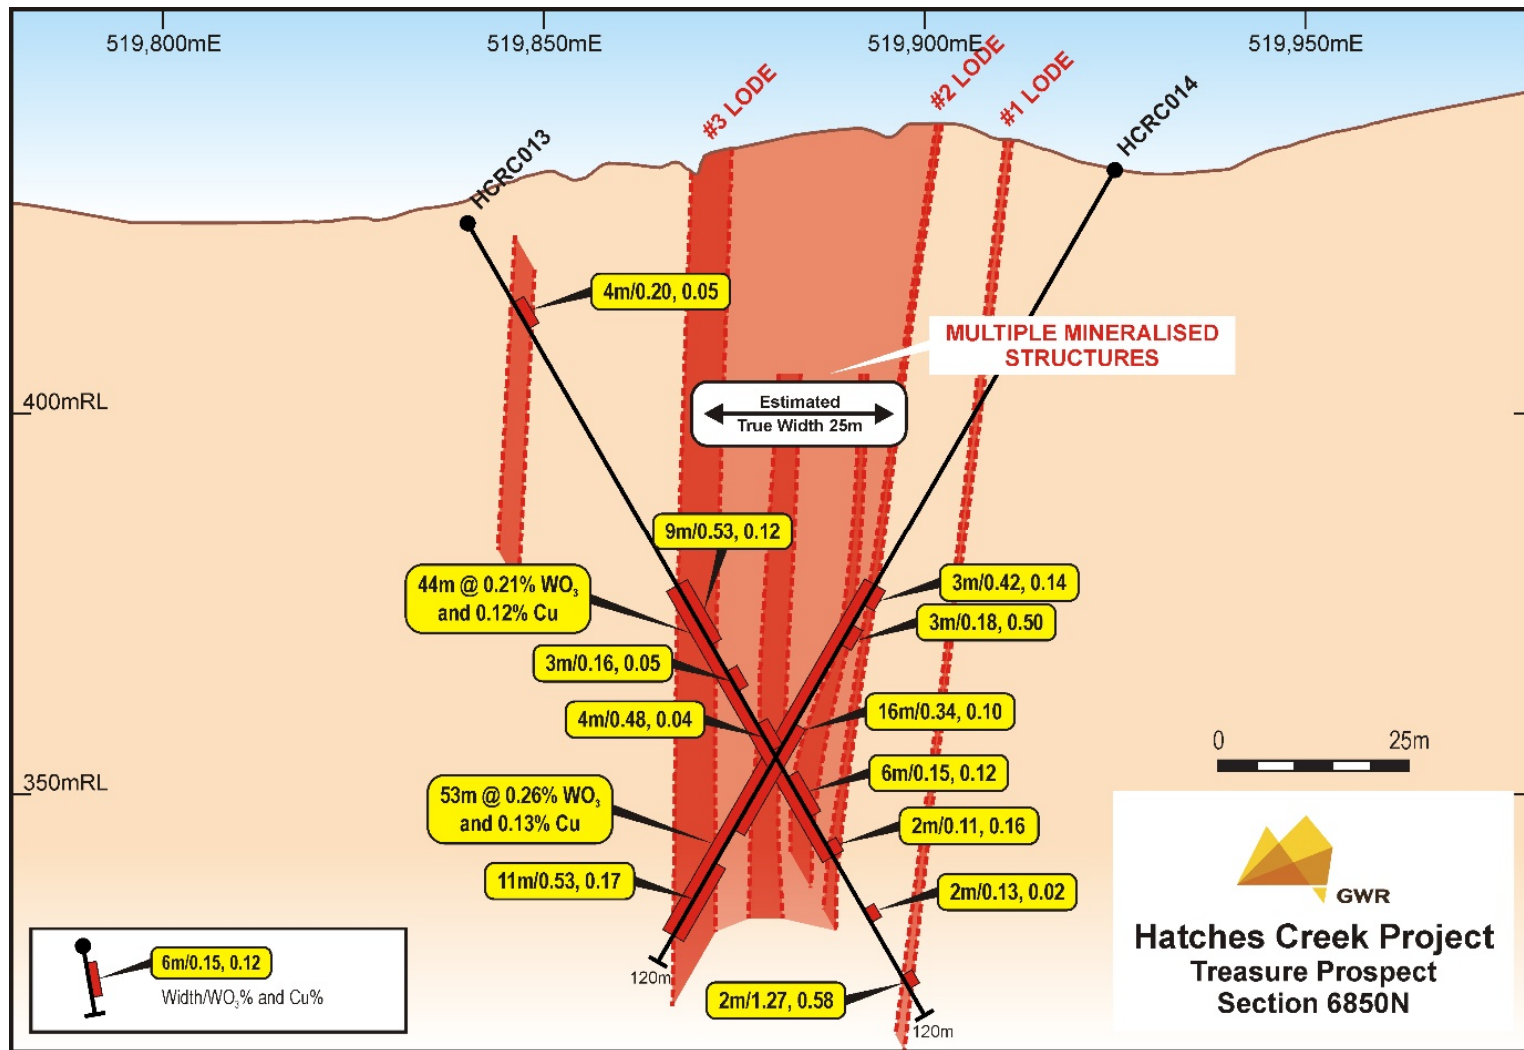 519,800mE
519,850mE
519,900mE
519,950mE
#3 LODE
#2 LODE
#1 LODE
HCRC013
HCRC014
4m/0.20, 0.05
MULTIPLE MINERALISED
STRUCTURES
400mRL
Estimated
True Width 25m
9m/0.53, 0.12
44m @ 0.21% WO₃
and 0.12% Cu
3m/0.42, 0.14
3m/0.18, 0.50
3m/0.16, 0.05
4m/0.48, 0.04
16m/0.34, 0.10
0
25m
350mRL
6m/0.15, 0.12
53m @ 0.26% WO₃
and 0.13% Cu
2m/0.11, 0.16
11m/0.53, 0.17
2m/0.13, 0.02
GWR
Hatches Creek Project
Treasure Prospect
Section 6850N
6m/0.15, 0.12
Width/WO₃% and Cu%
120m
2m/1.27, 0.58
120m